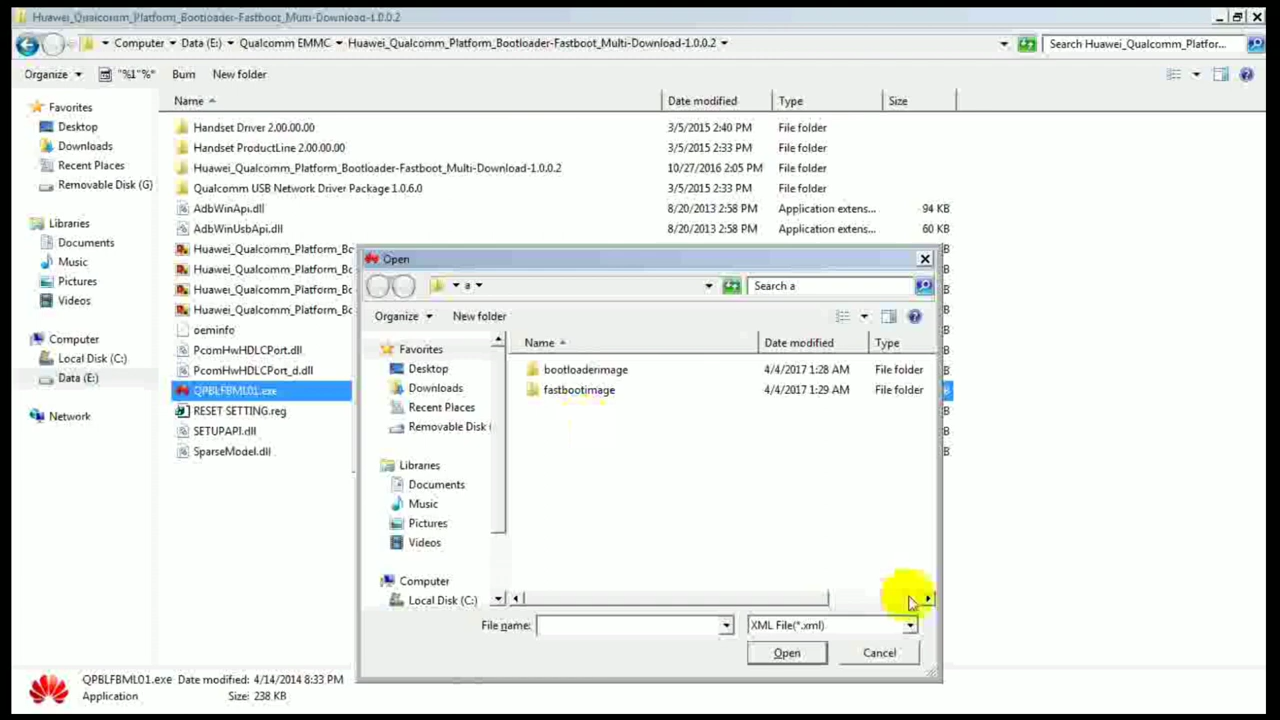 Huawei_Qualcomm_Platform_Bootloader-Fastboot_Multi-Download-1.0.0.2
Computer Data (E:) Qualcomm EMMC Huawei_Qualcomm_Platform_Bootloader-Fastboot_Multi-Download-1.0.0.2
Search Huawei_Qualcomm_Platfor...
Organize "%1"%* Burn New folder
Name Date modified Type Size
Favorites
Desktop
Downloads
Recent Places
Removable Disk (G)
Libraries
Documents
Music
Pictures
Videos
Computer
Local Disk (C:)
Data (E:)
Network
Handset Driver 2.00.00.00 3/5/2015 2:40 PM File folder
Handset ProductLine 2.00.00.00 3/5/2015 2:33 PM File folder
Huawei_Qualcomm_Platform_Bootloader-Fastboot_Multi-Download-1.0.0.2 10/27/2016 2:05 PM File folder
Qualcomm USB Network Driver Package 1.0.6.0 3/5/2015 2:33 PM File folder
AdbWinApi.dll 8/20/2013 2:58 PM Application extens... 94 KB
AdbWinUsbApi.dll 8/20/2013 2:58 PM Application extens... 60 KB
Huawei_Qualcomm_Platform_Bo
Huawei_Qualcomm_Platform_Bo
Huawei_Qualcomm_Platform_Bo
Huawei_Qualcomm_Platform_Bo
oeminfo
PcomHwHDLCPort.dll
PcomHwHDLCPort_d.dll
QPBLFBML01.exe
RESET SETTING.reg
SETUPAPI.dll
SparseModel.dll
Open
a
Search a
Organize New folder
Name Date modified Type
Favorites
Desktop
Downloads
Recent Places
Removable Disk (
Libraries
Documents
Music
Pictures
Videos
Computer
Local Disk (C:)
bootloaderimage 4/4/2017 1:28 AM File folder
fastbootimage 4/4/2017 1:29 AM File folder
File name:
XML File(*.xml)
Open Cancel
QPBLFBML01.exe Date modified: 4/14/2014 8:33 PM
Application Size: 238 KB